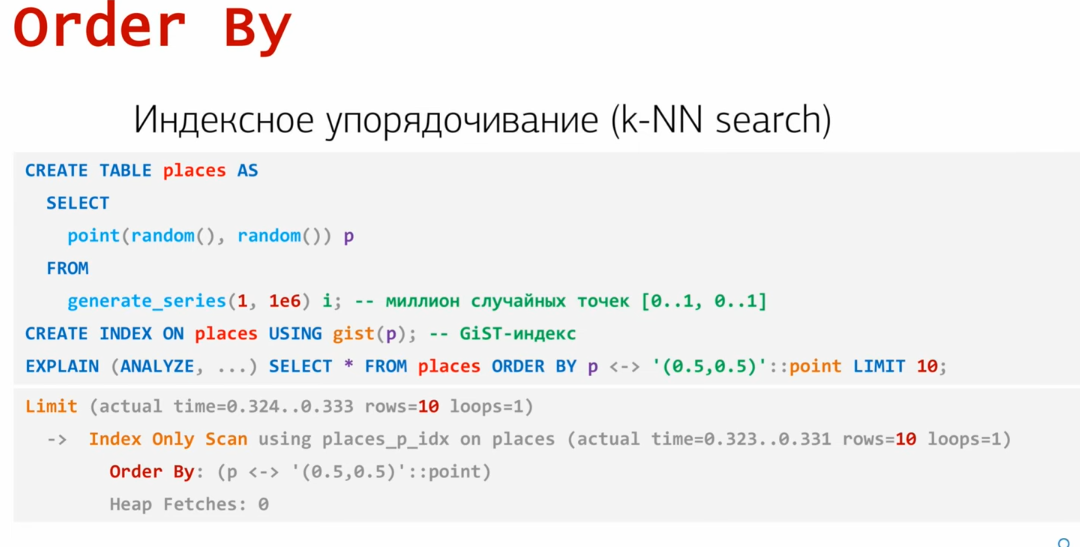 Order By
Индексное упорядочивание (k-NN search)
CREATE TABLE places AS
SELECT
point(random(), random()) p
FROM
generate_series(1, 1e6) i; -- миллион случайных точек [0..1, 0..1]
CREATE INDEX ON places USING gist(p); -- GiST-индекс
EXPLAIN (ANALYZE, ...) SELECT * FROM places ORDER BY p <-> '(0.5,0.5)'::point LIMIT 10;
Limit (actual time=0.324..0.333 rows=10 loops=1)
-> Index Only Scan using places_p_idx on places (actual time=0.323..0.331 rows=10 loops=1)
Order By: (p <-> '(0.5,0.5)'::point)
Heap Fetches: 0